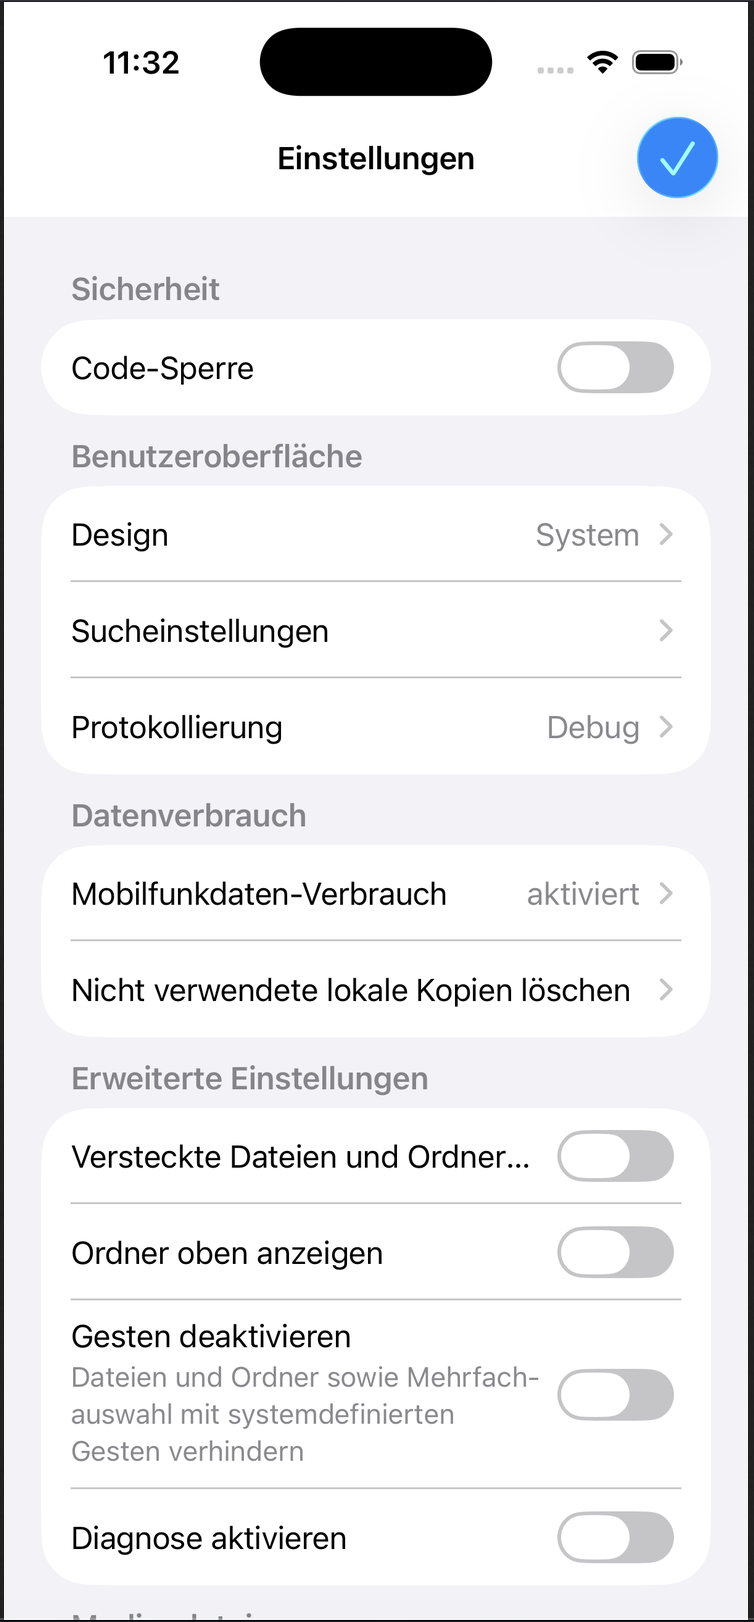 11:32
Einstellungen
Sicherheit
Code-Sperre
Benutzeroberfläche
Design System
Sucheinstellungen
Protokollierung Debug
Datenverbrauch
Mobilfunkdaten-Verbrauch aktiviert
Nicht verwendete lokale Kopien löschen
Erweiterte Einstellungen
Versteckte Dateien und Ordner...
Ordner oben anzeigen
Gesten deaktivieren
Dateien und Ordner sowie Mehrfach-
auswahl mit systemdefinierten
Gesten verhindern
Diagnose aktivieren